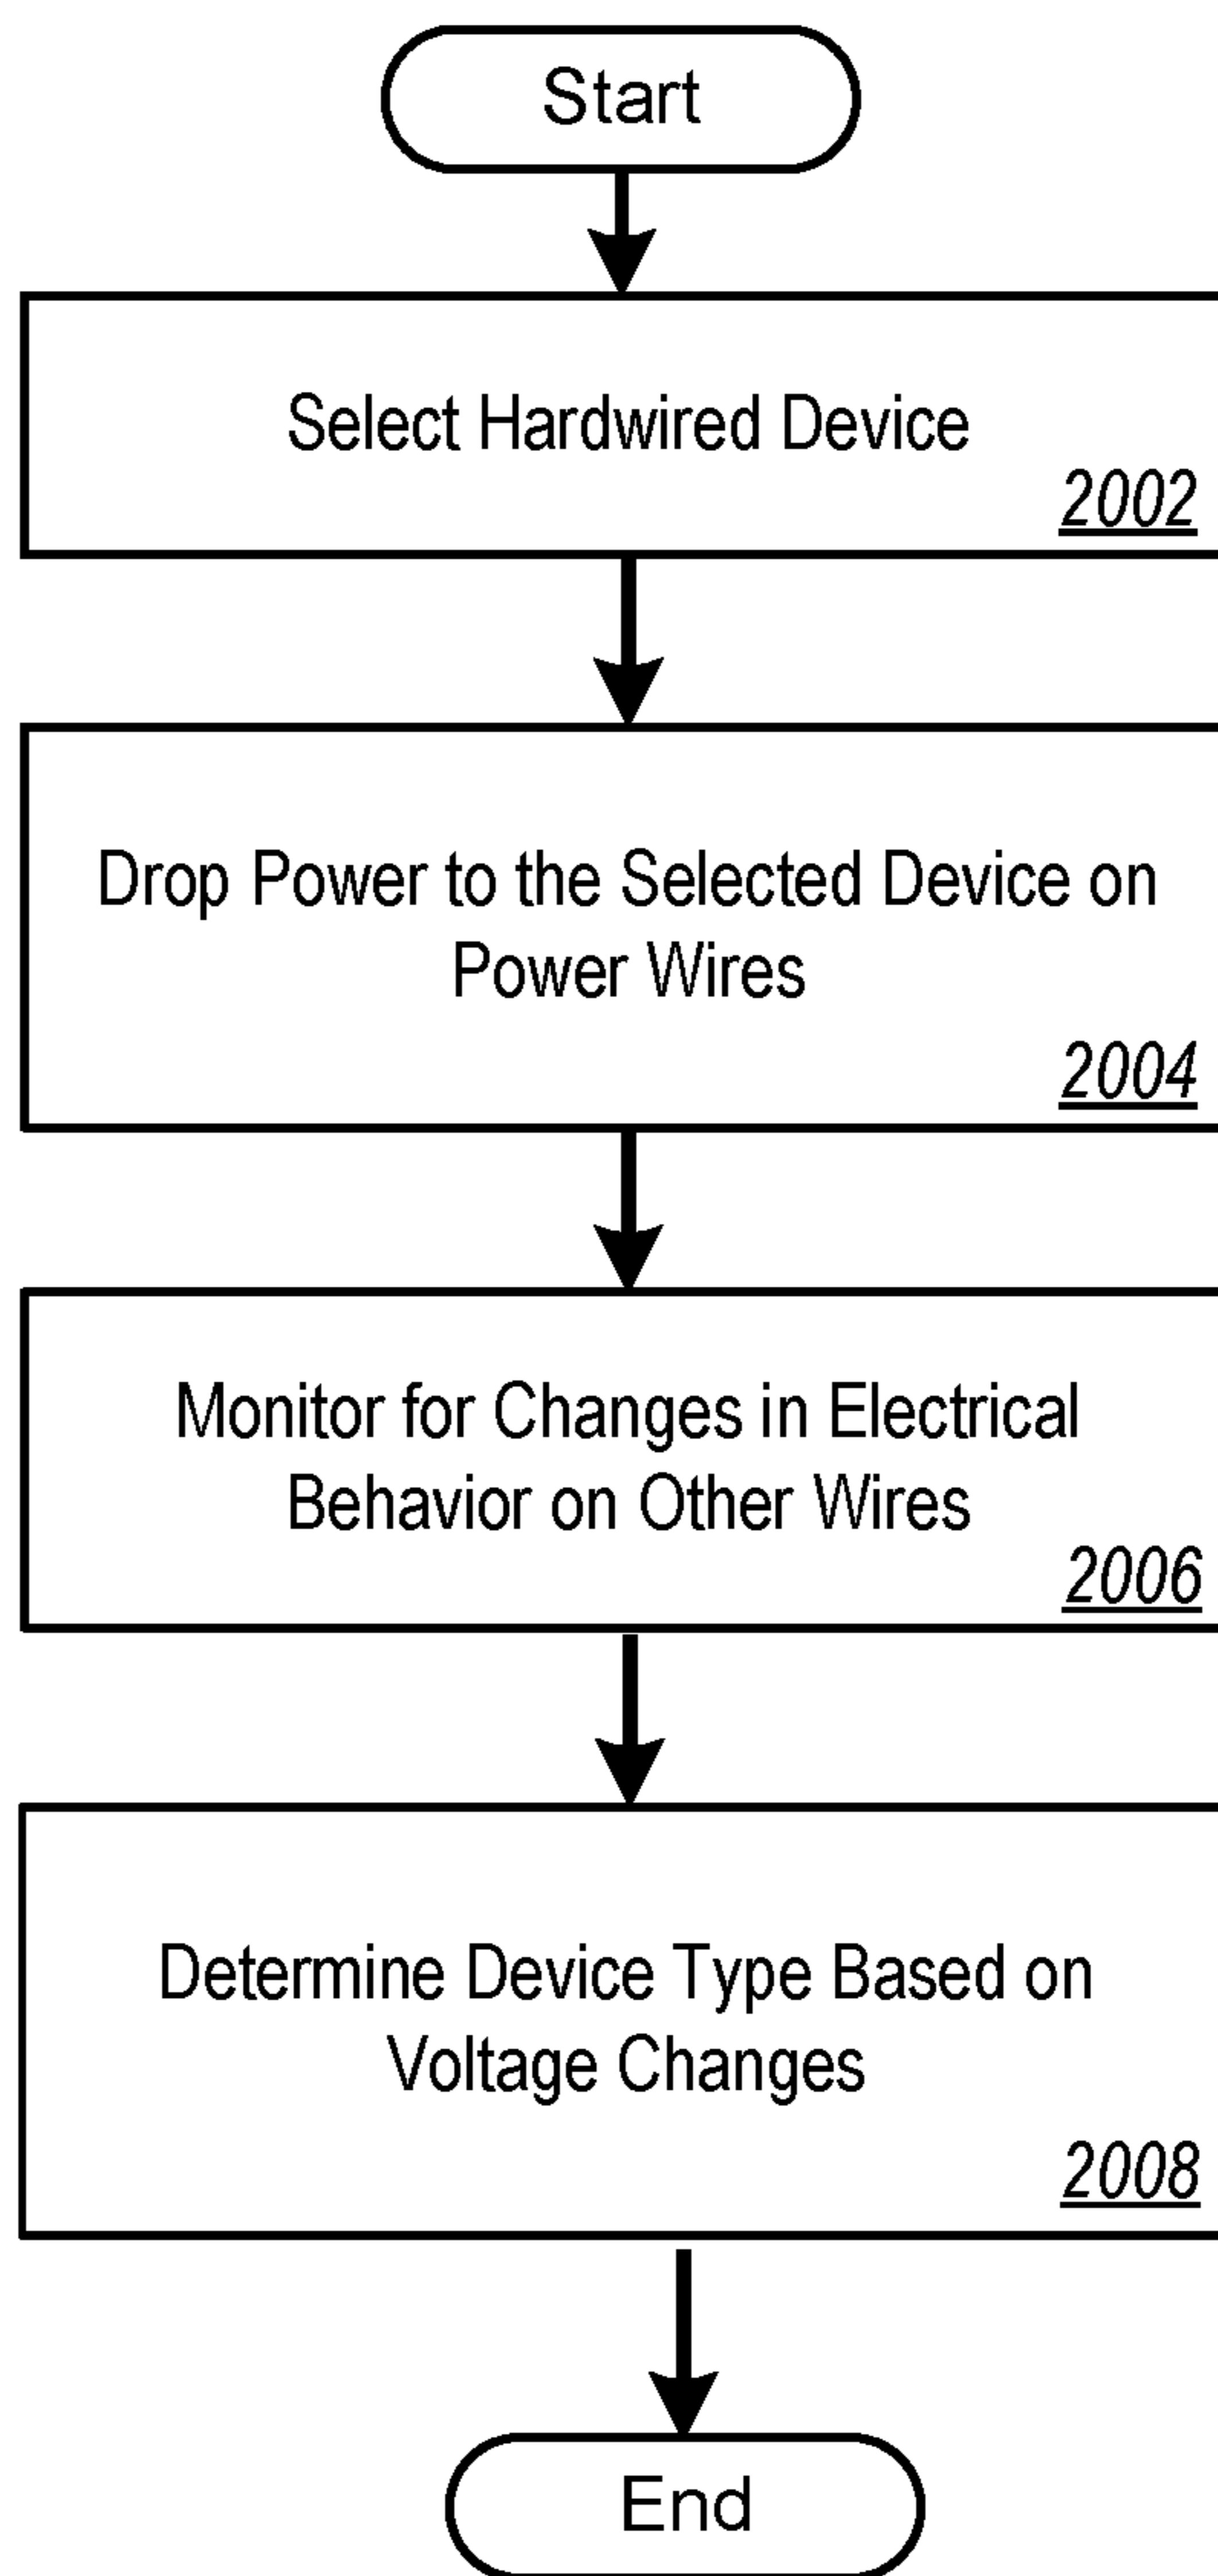 Start
Select Hardwired Device
2002
Drop Power to the Selected Device on
Power Wires
2004
Monitor for Changes in Electrical
Behavior on Other Wires
2006
Determine Device Type Based on
Voltage Changes
2008
End